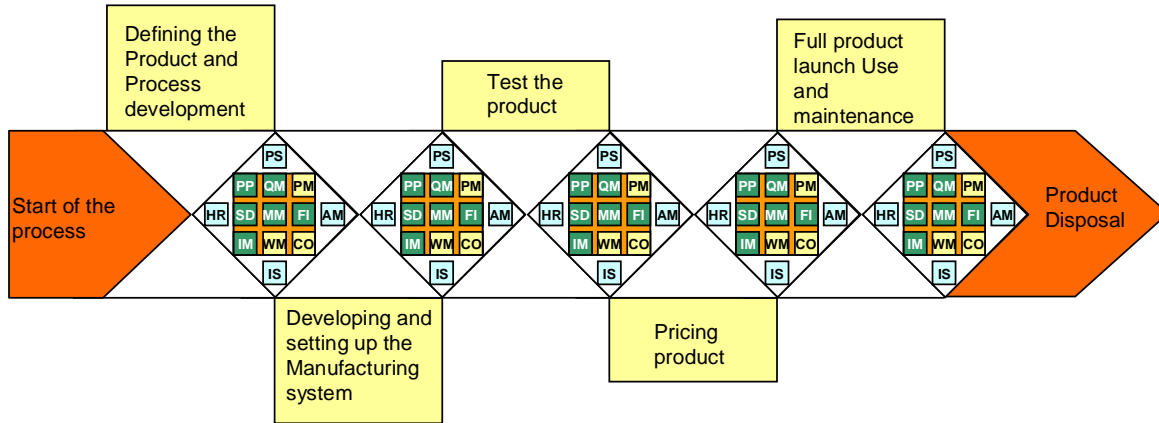 Defining the
Product and
Process
development
Test the
product
Full product
launch Use
and
maintenance
Start of the
process
PS
PP QM PM
HR SD MM FI AM
IM WM CO
IS
PS
PP QM PM
HR SD MM FI AM
IM WM CO
IS
PS
PP QM PM
HR SD MM FI AM
IM WM CO
IS
PS
PP QM PM
HR SD MM FI AM
IM WM CO
IS
PS
PP QM PM
HR SD MM FI AM
IM WM CO
IS
Product
Disposal
Developing and
setting up the
Manufacturing
system
Pricing
product